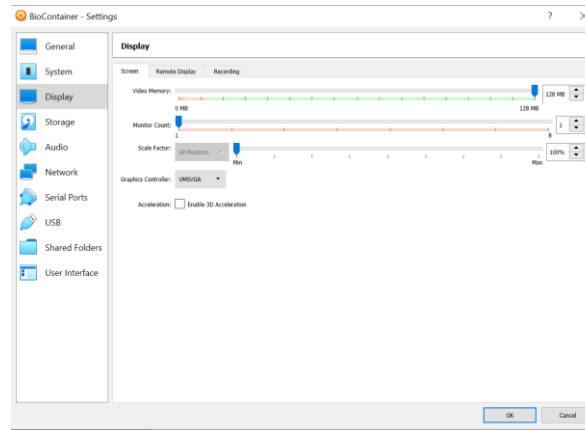 BioContainer - Settings
General
System
Display
Storage
Audio
Network
Serial Ports
USB
Shared Folders
User Interface
Display
Screen Remote Display Recording
Video Memory: 128 MB
0 MB 128 MB
Monitor Count: 1
1 8
Scale Factor: All Monitors 100%
Min Max
Graphics Controller: VMSVGA
Acceleration: Enable 3D Acceleration
OK Cancel